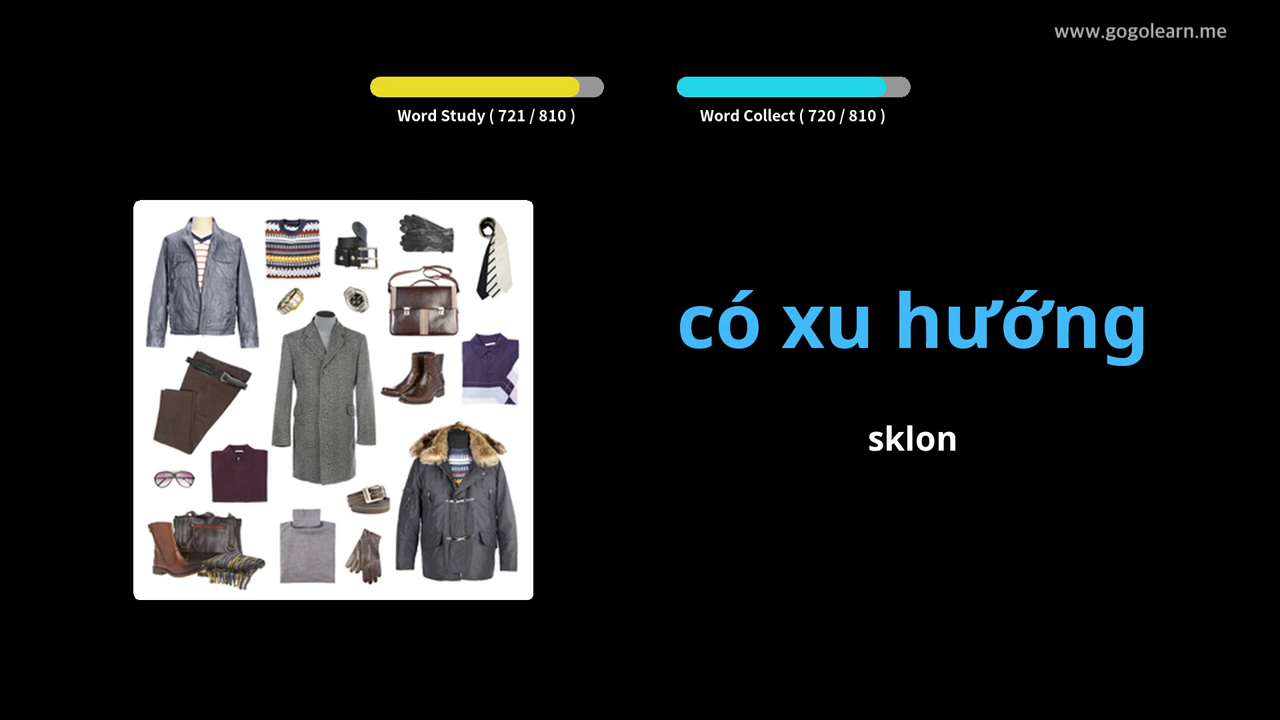 www.gogolearn.me
Word Study ( 721 / 810 )
Word Collect ( 720 / 810 )
có xu hướng
sklon